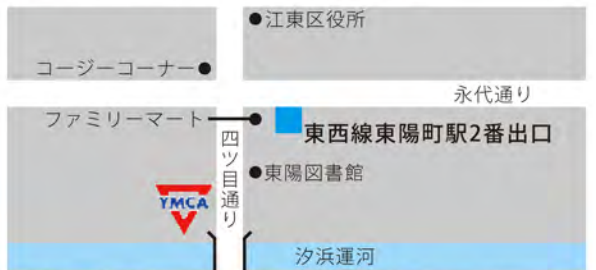 江東区役所
コージーコーナー
永代通り
ファミリーマート
東西線東陽町駅2番出口
四ツ目通り
東陽図書館
YMCA
汐浜運河